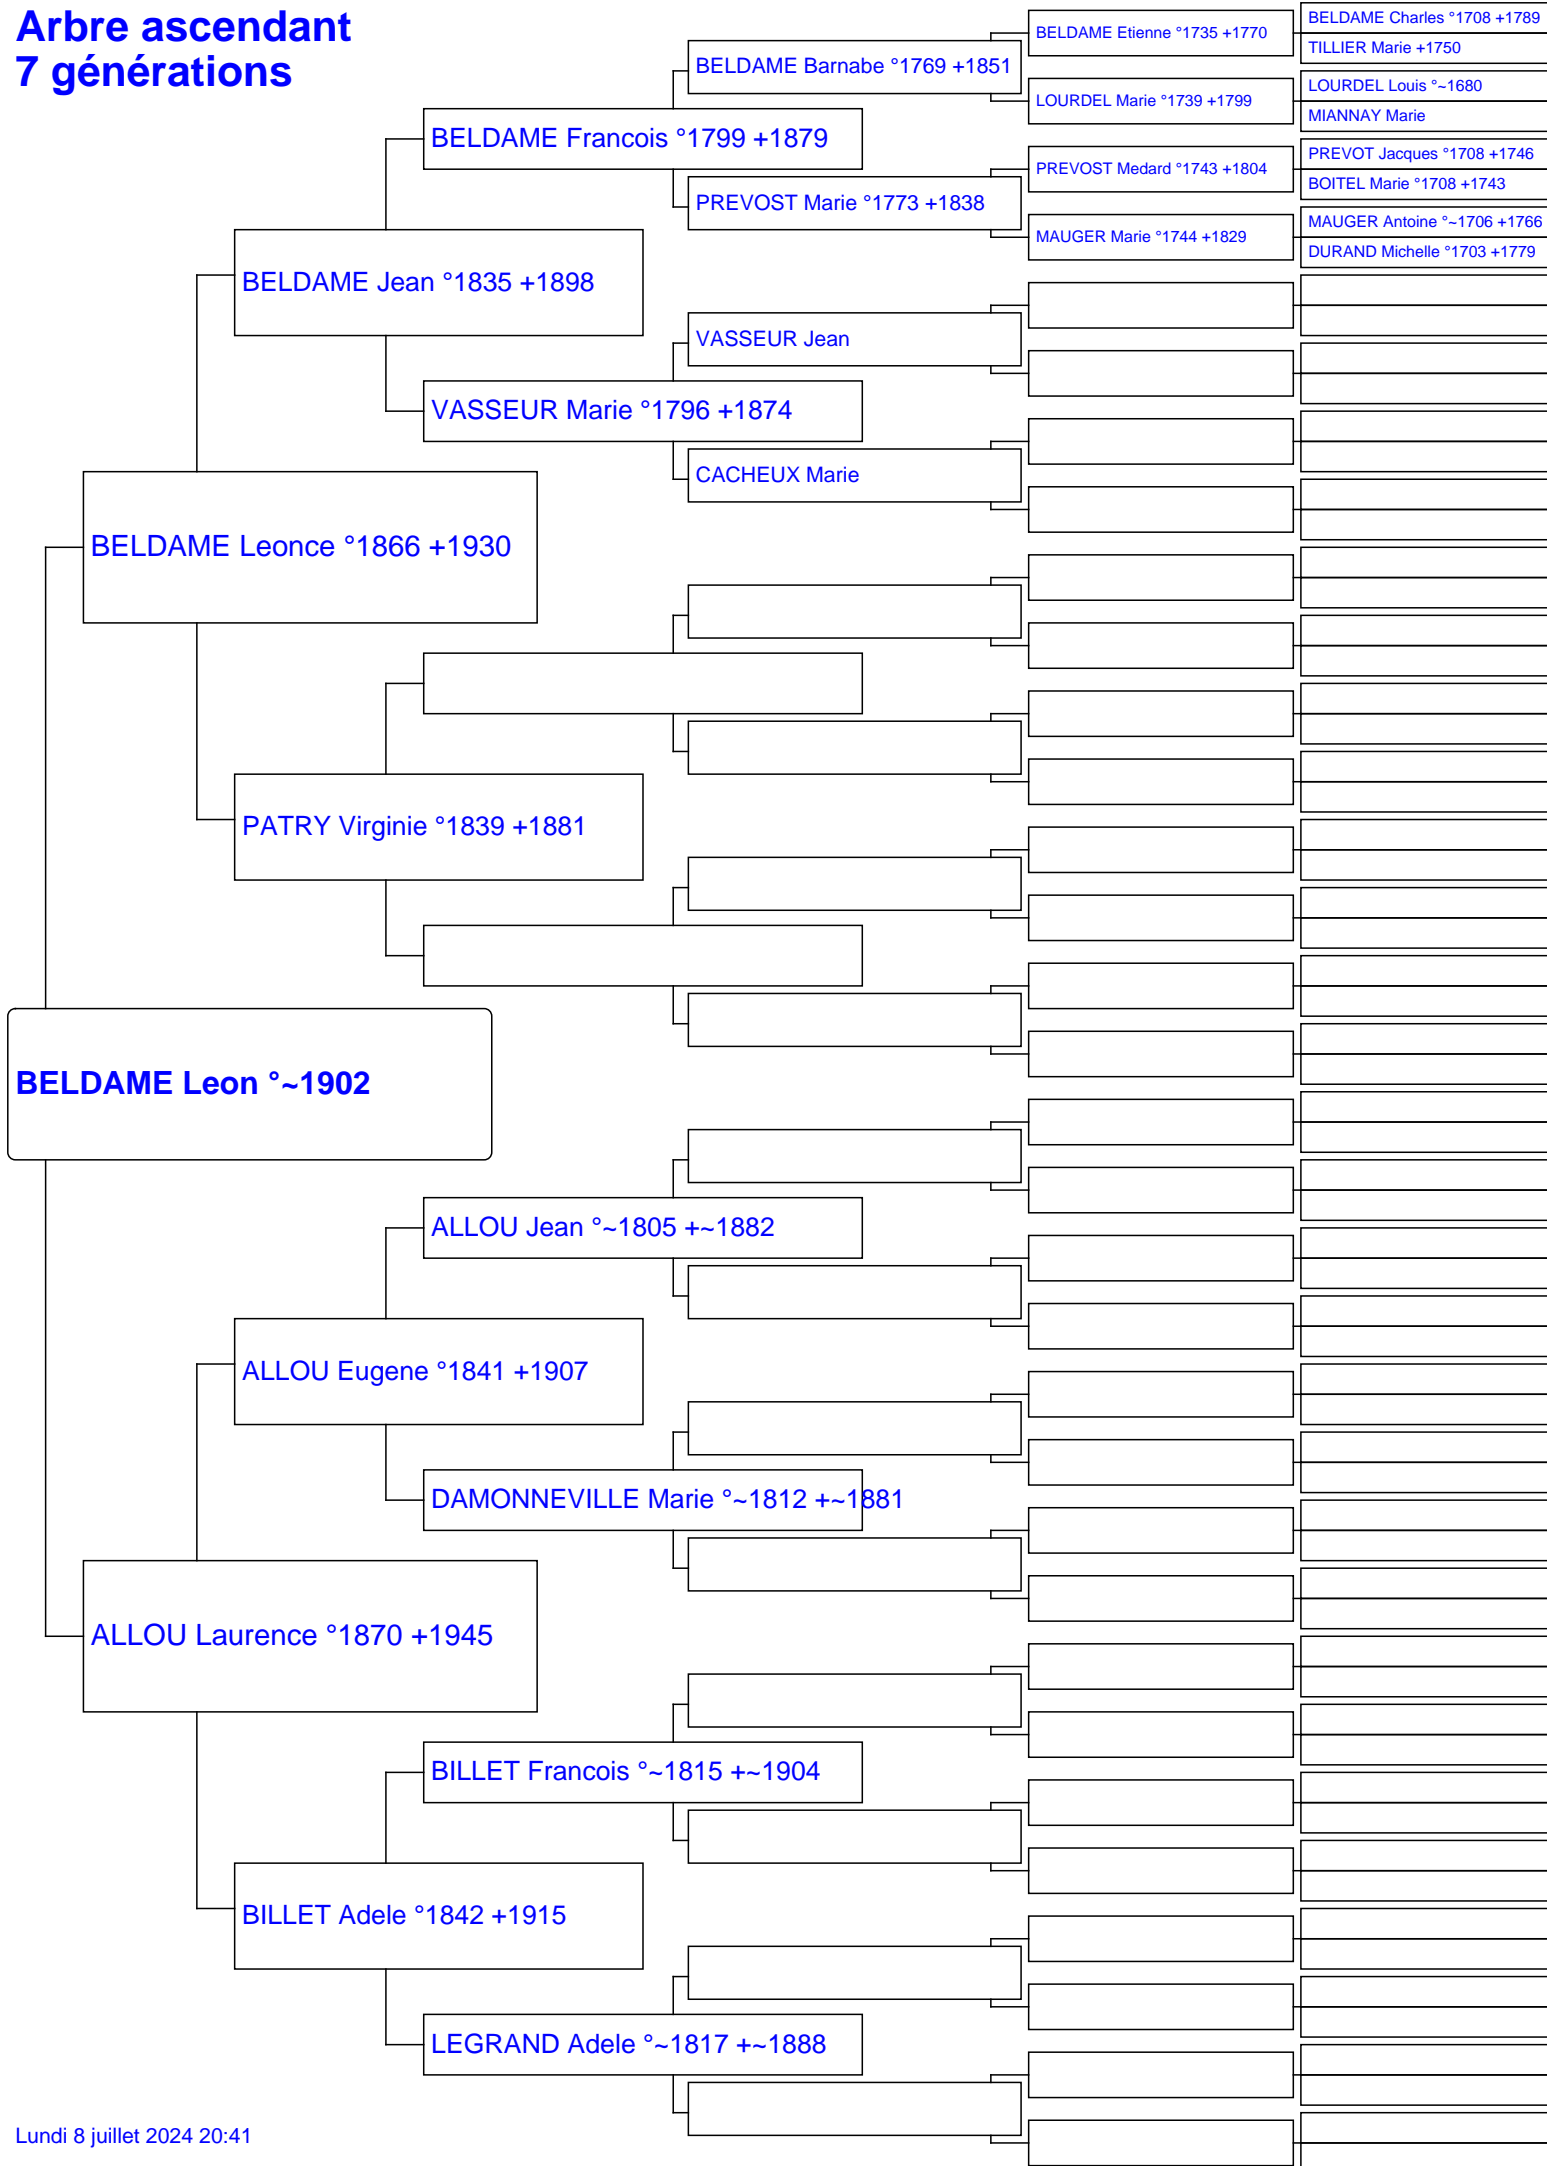 Arbre ascendant
7 générations
BELDAME Charles °1708 +1789
BELDAME Etienne °1735 +1770
TILLIER Marie +1750
BELDAME Barnabe °1769 +1851
LOURDEL Louis °~1680
LOURDEL Marie °1739 +1799
MIANNAY Marie
BELDAME Francois °1799 +1879
PREVOT Jacques °1708 +1746
PREVOST Medard °1743 +1804
BOITEL Marie °1708 +1743
PREVOST Marie °1773 +1838
MAUGER Antoine °~1706 +1766
MAUGER Marie °1744 +1829
DURAND Michelle °1703 +1779
BELDAME Jean °1835 +1898
VASSEUR Jean
VASSEUR Marie °1796 +1874
CACHEUX Marie
BELDAME Leonce °1866 +1930
PATRY Virginie °1839 +1881
BELDAME Leon °~1902
ALLOU Jean °~1805 +~1882
ALLOU Eugene °1841 +1907
DAMONNEVILLE Marie °~1812 +~1881
ALLOU Laurence °1870 +1945
BILLET Francois °~1815 +~1904
BILLET Adele °1842 +1915
LEGRAND Adele °~1817 +~1888
Lundi 8 juillet 2024 20:41